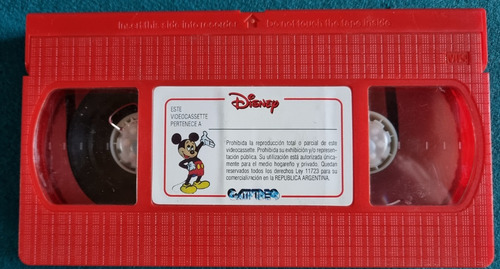 Insert this side into recorder Do not touch the tape inside
VHS
Disney
ESTE
VIDEOCASSETTE
PERTENECE A
Prohibida la reproducción total o parcial de este
videocassette. Prohibida su exhibición y/o represen-
tación pública. Su utilización está autorizada única-
mente para el medio hogareño y privado. Quedan
reservados todos los derechos Ley 11723 para su
comercialización en la REPUBLICA ARGENTINA.
GATIVIDEO